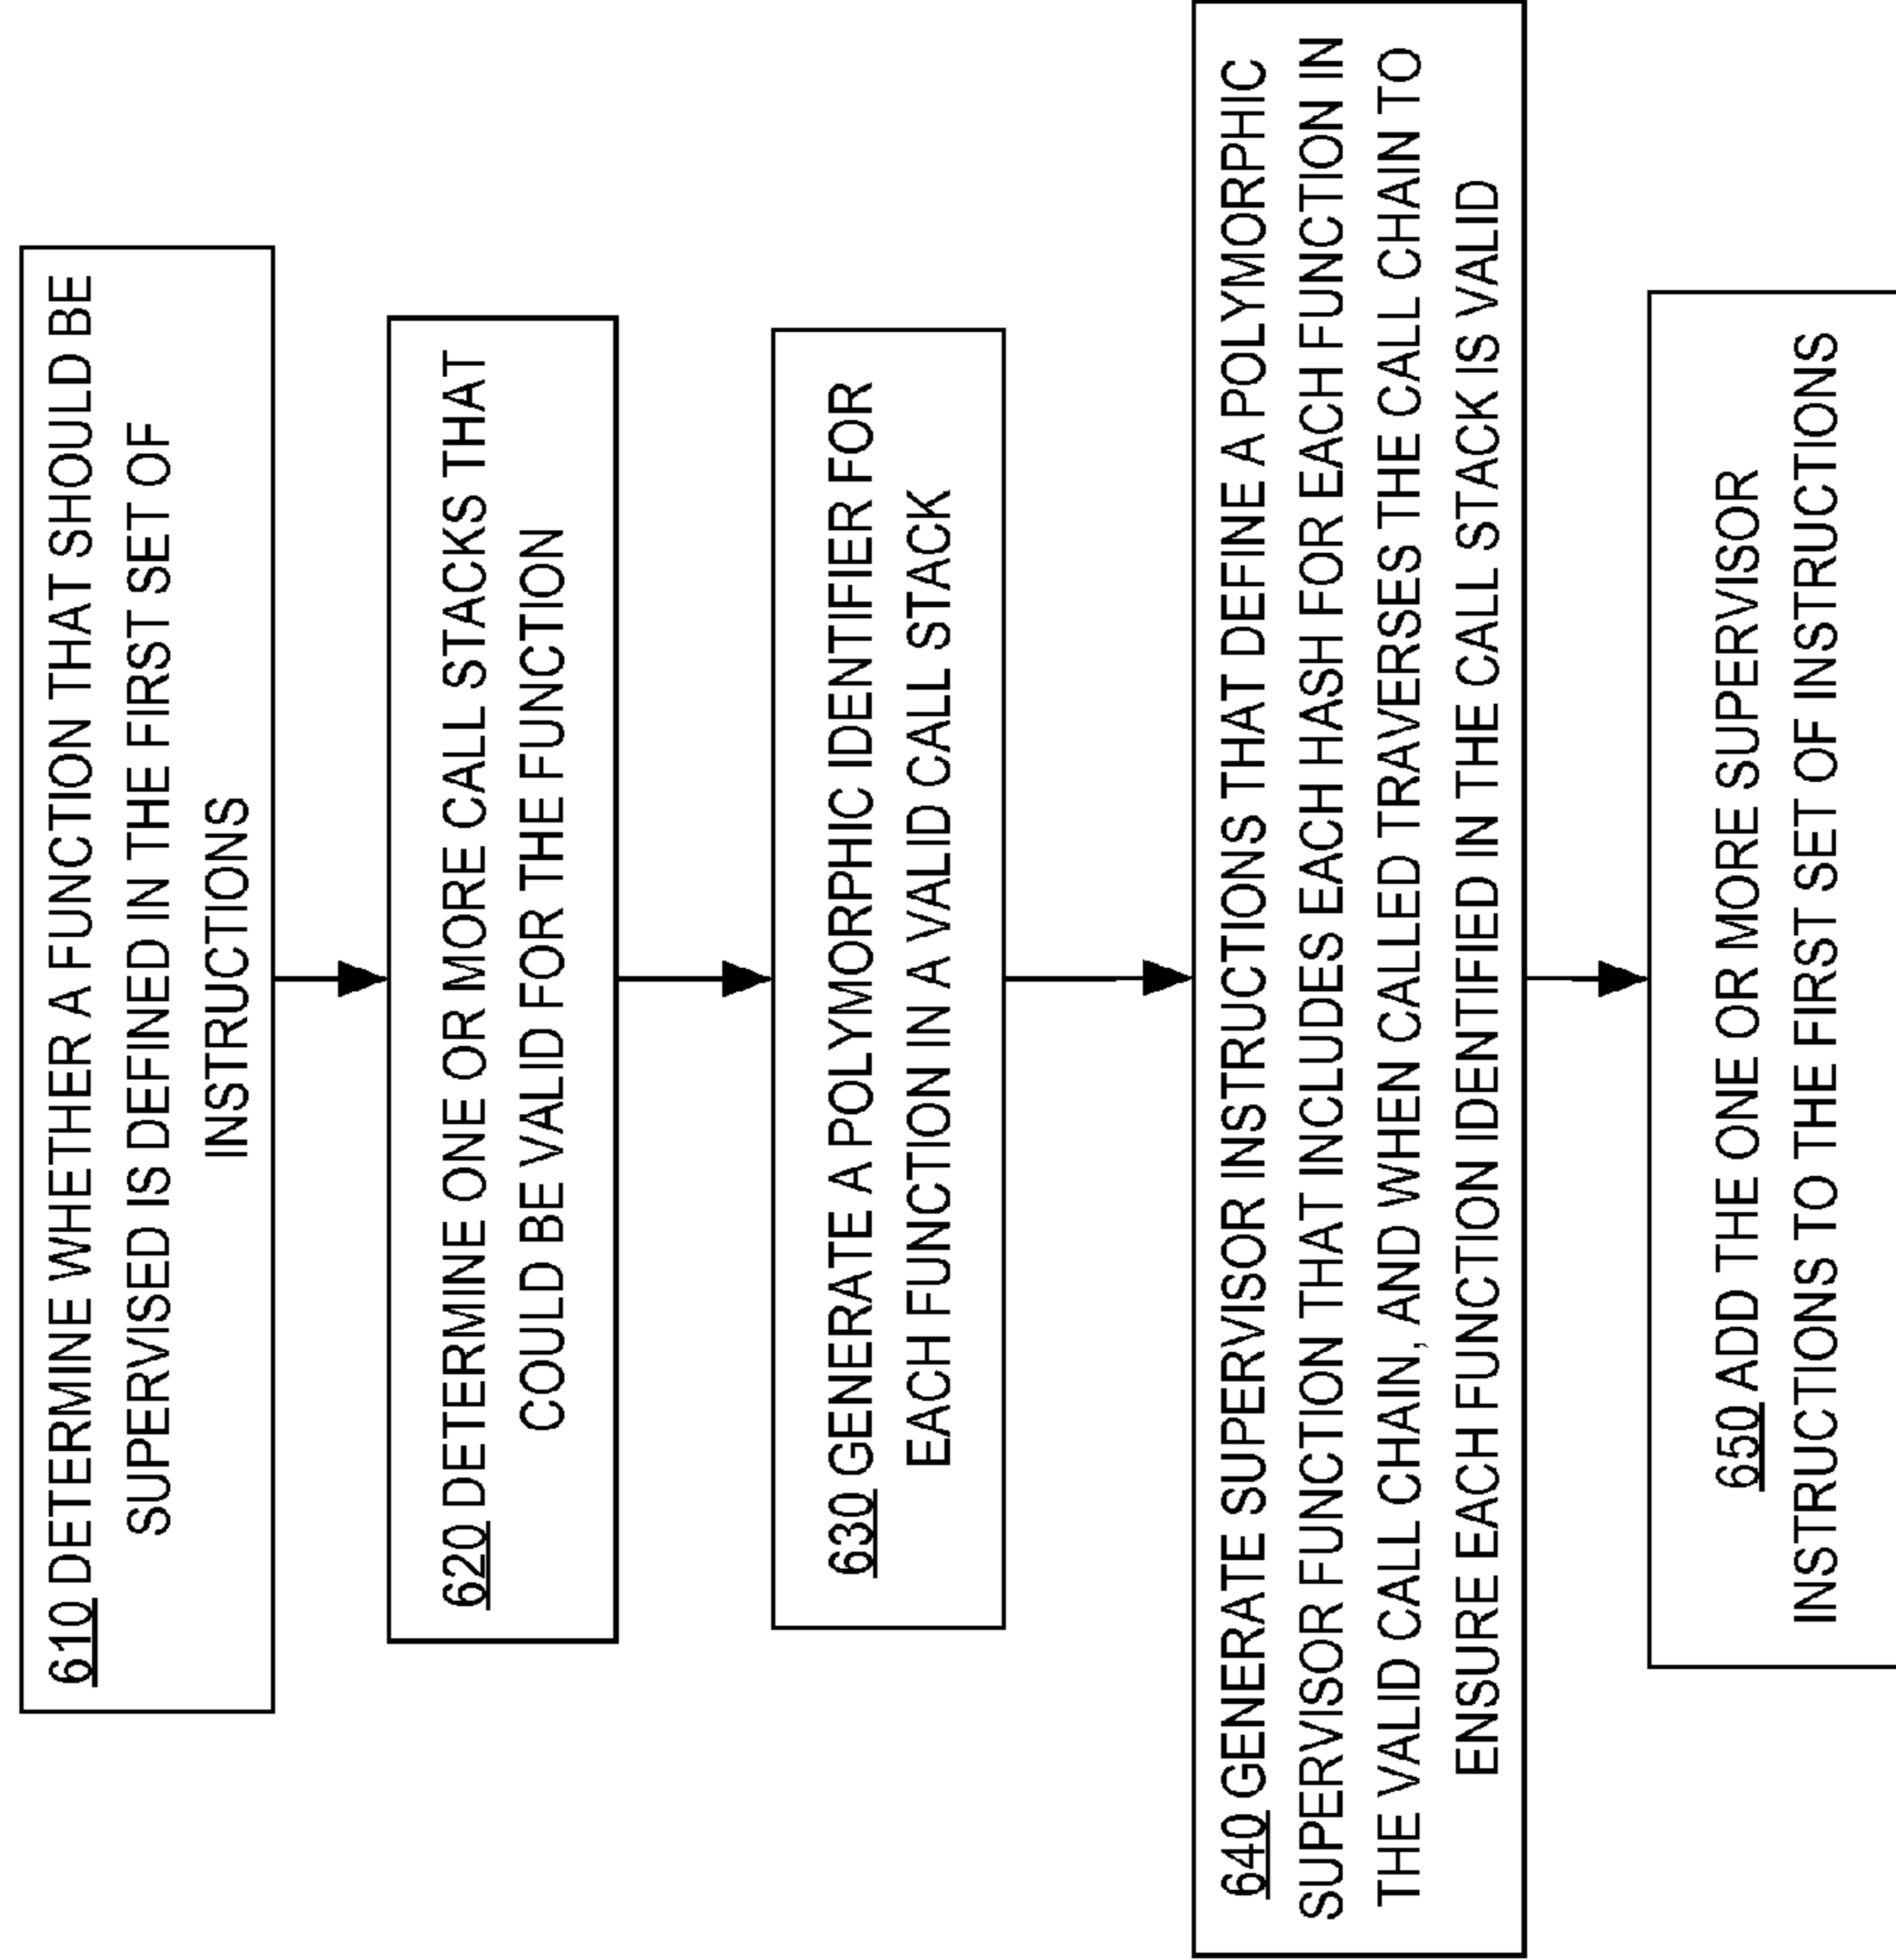 610 DETERMINE WHETHER A FUNCTION THAT SHOULD BE
SUPERVISED IS DEFINED IN THE FIRST SET OF
INSTRUCTIONS
620 DETERMINE ONE OR MORE CALL STACKS THAT
COULD BE VALID FOR THE FUNCTION
630 GENERATE A POLYMORPHIC IDENTIFIER FOR
EACH FUNCTION IN A VALID CALL STACK
640 GENERATE SUPERVISOR INSTRUCTIONS THAT DEFINE A POLYMORPHIC
SUPERVISOR FUNCTION THAT INCLUDES EACH HASH FOR EACH FUNCTION IN
THE VALID CALL CHAIN, AND WHEN CALLED TRAVERSES THE CALL CHAIN TO
ENSURE EACH FUNCTION IDENTIFIED IN THE CALL STACK IS VALID
650 ADD THE ONE OR MORE SUPERVISOR
INSTRUCTIONS TO THE FIRST SET OF INSTRUCTIONS